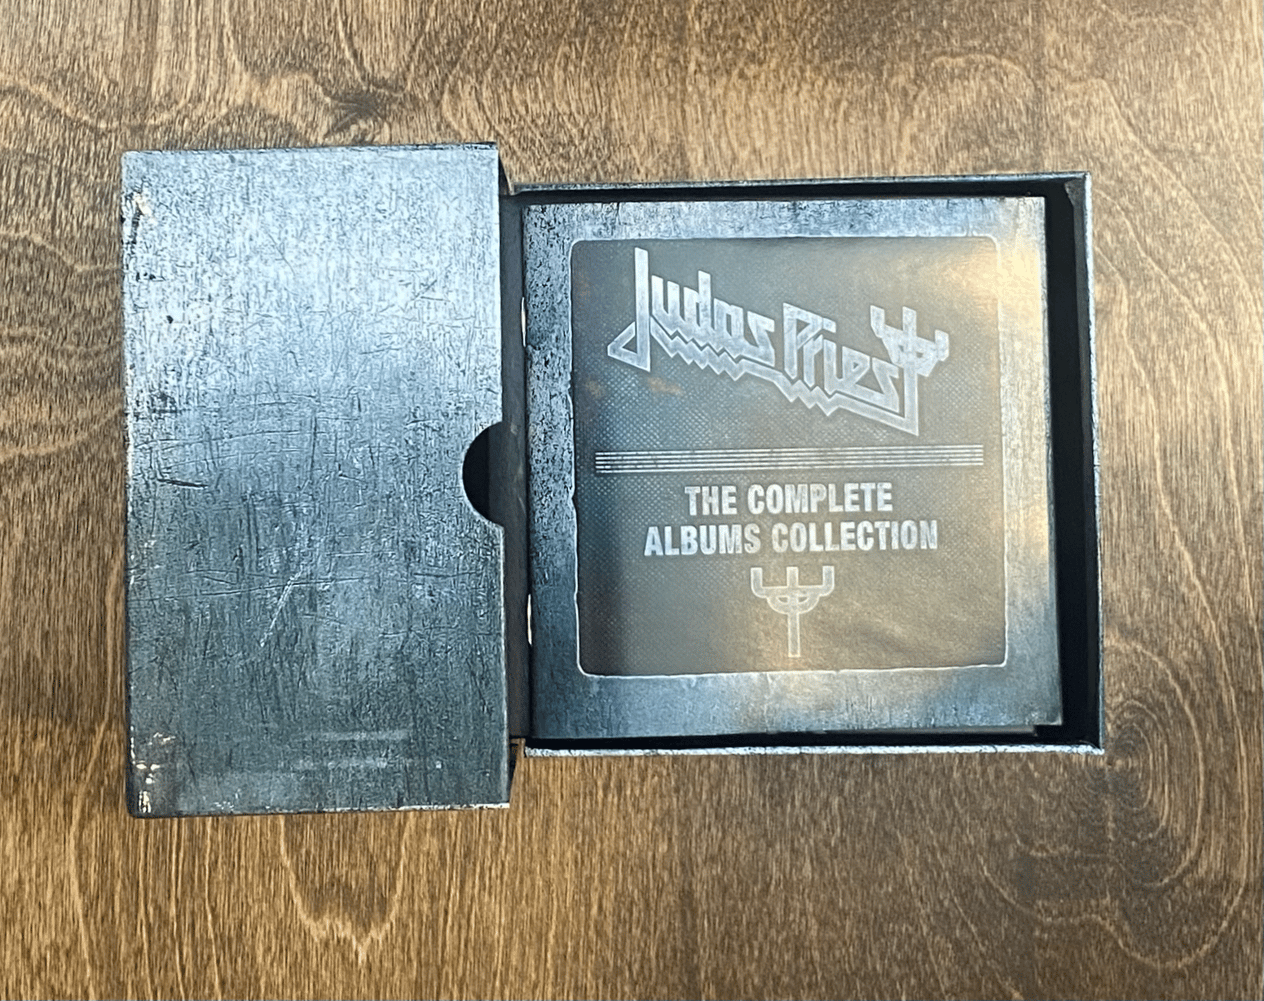 Judas Priest
THE COMPLETE
ALBUMS COLLECTION